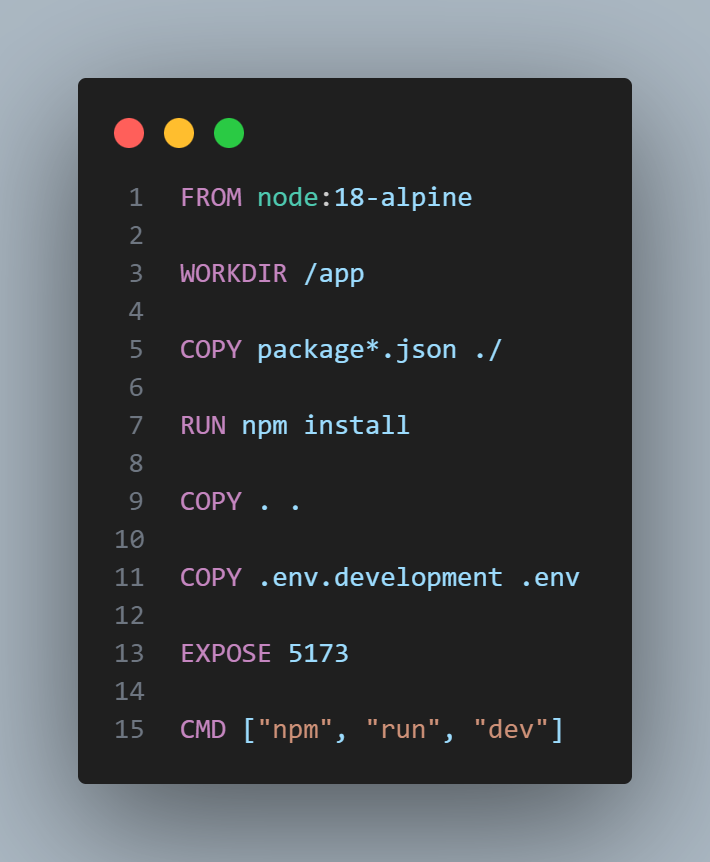 1 FROM node:18-alpine
2
3 WORKDIR /app
4
5 COPY package*.json ./
6
7 RUN npm install
8
9 COPY . .
10
11 COPY .env.development .env
12
13 EXPOSE 5173
14
15 CMD ["npm", "run", "dev"]